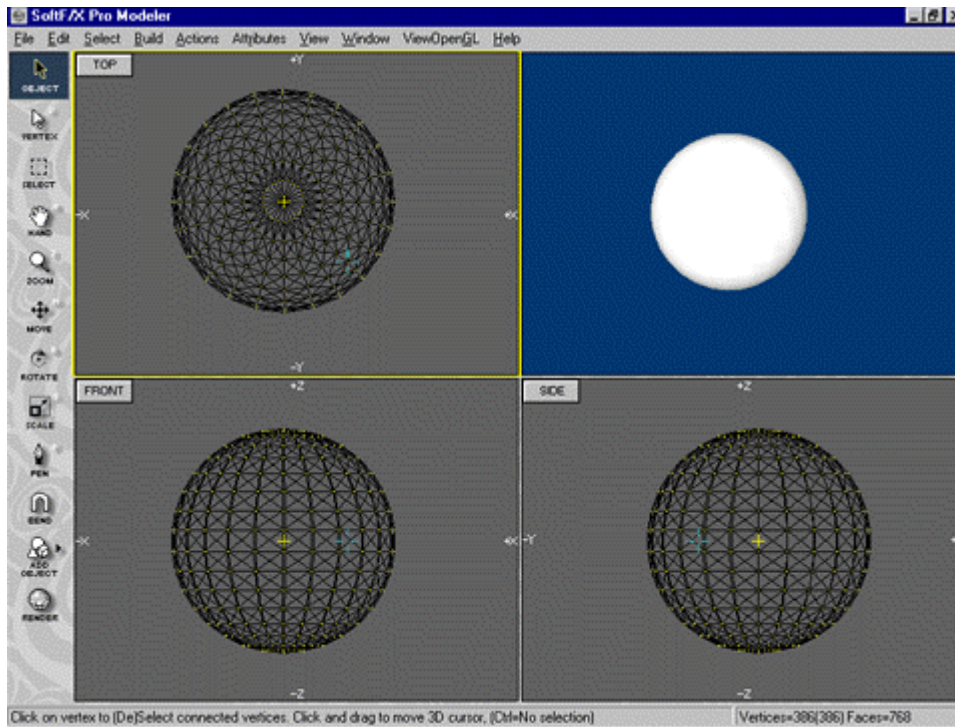 SoftF/X Pro Modeler
File Edit Select Build Actions Attributes View Window ViewOpenGL Help
OBJECT
VERTEX
SELECT
HAND
ZOOM
MOVE
ROTATE
SCALE
PEN
BEND
ADD OBJECT
RENDER
TOP
+Y
-X
+X
-Y
FRONT
+Z
-X
+X
-Z
SIDE
+Z
-Y
-Z
Click on vertex to (De)Select connected vertices. Click and drag to move 3D cursor, (Ctrl=No selection)
Vertices=386(386) Faces=768